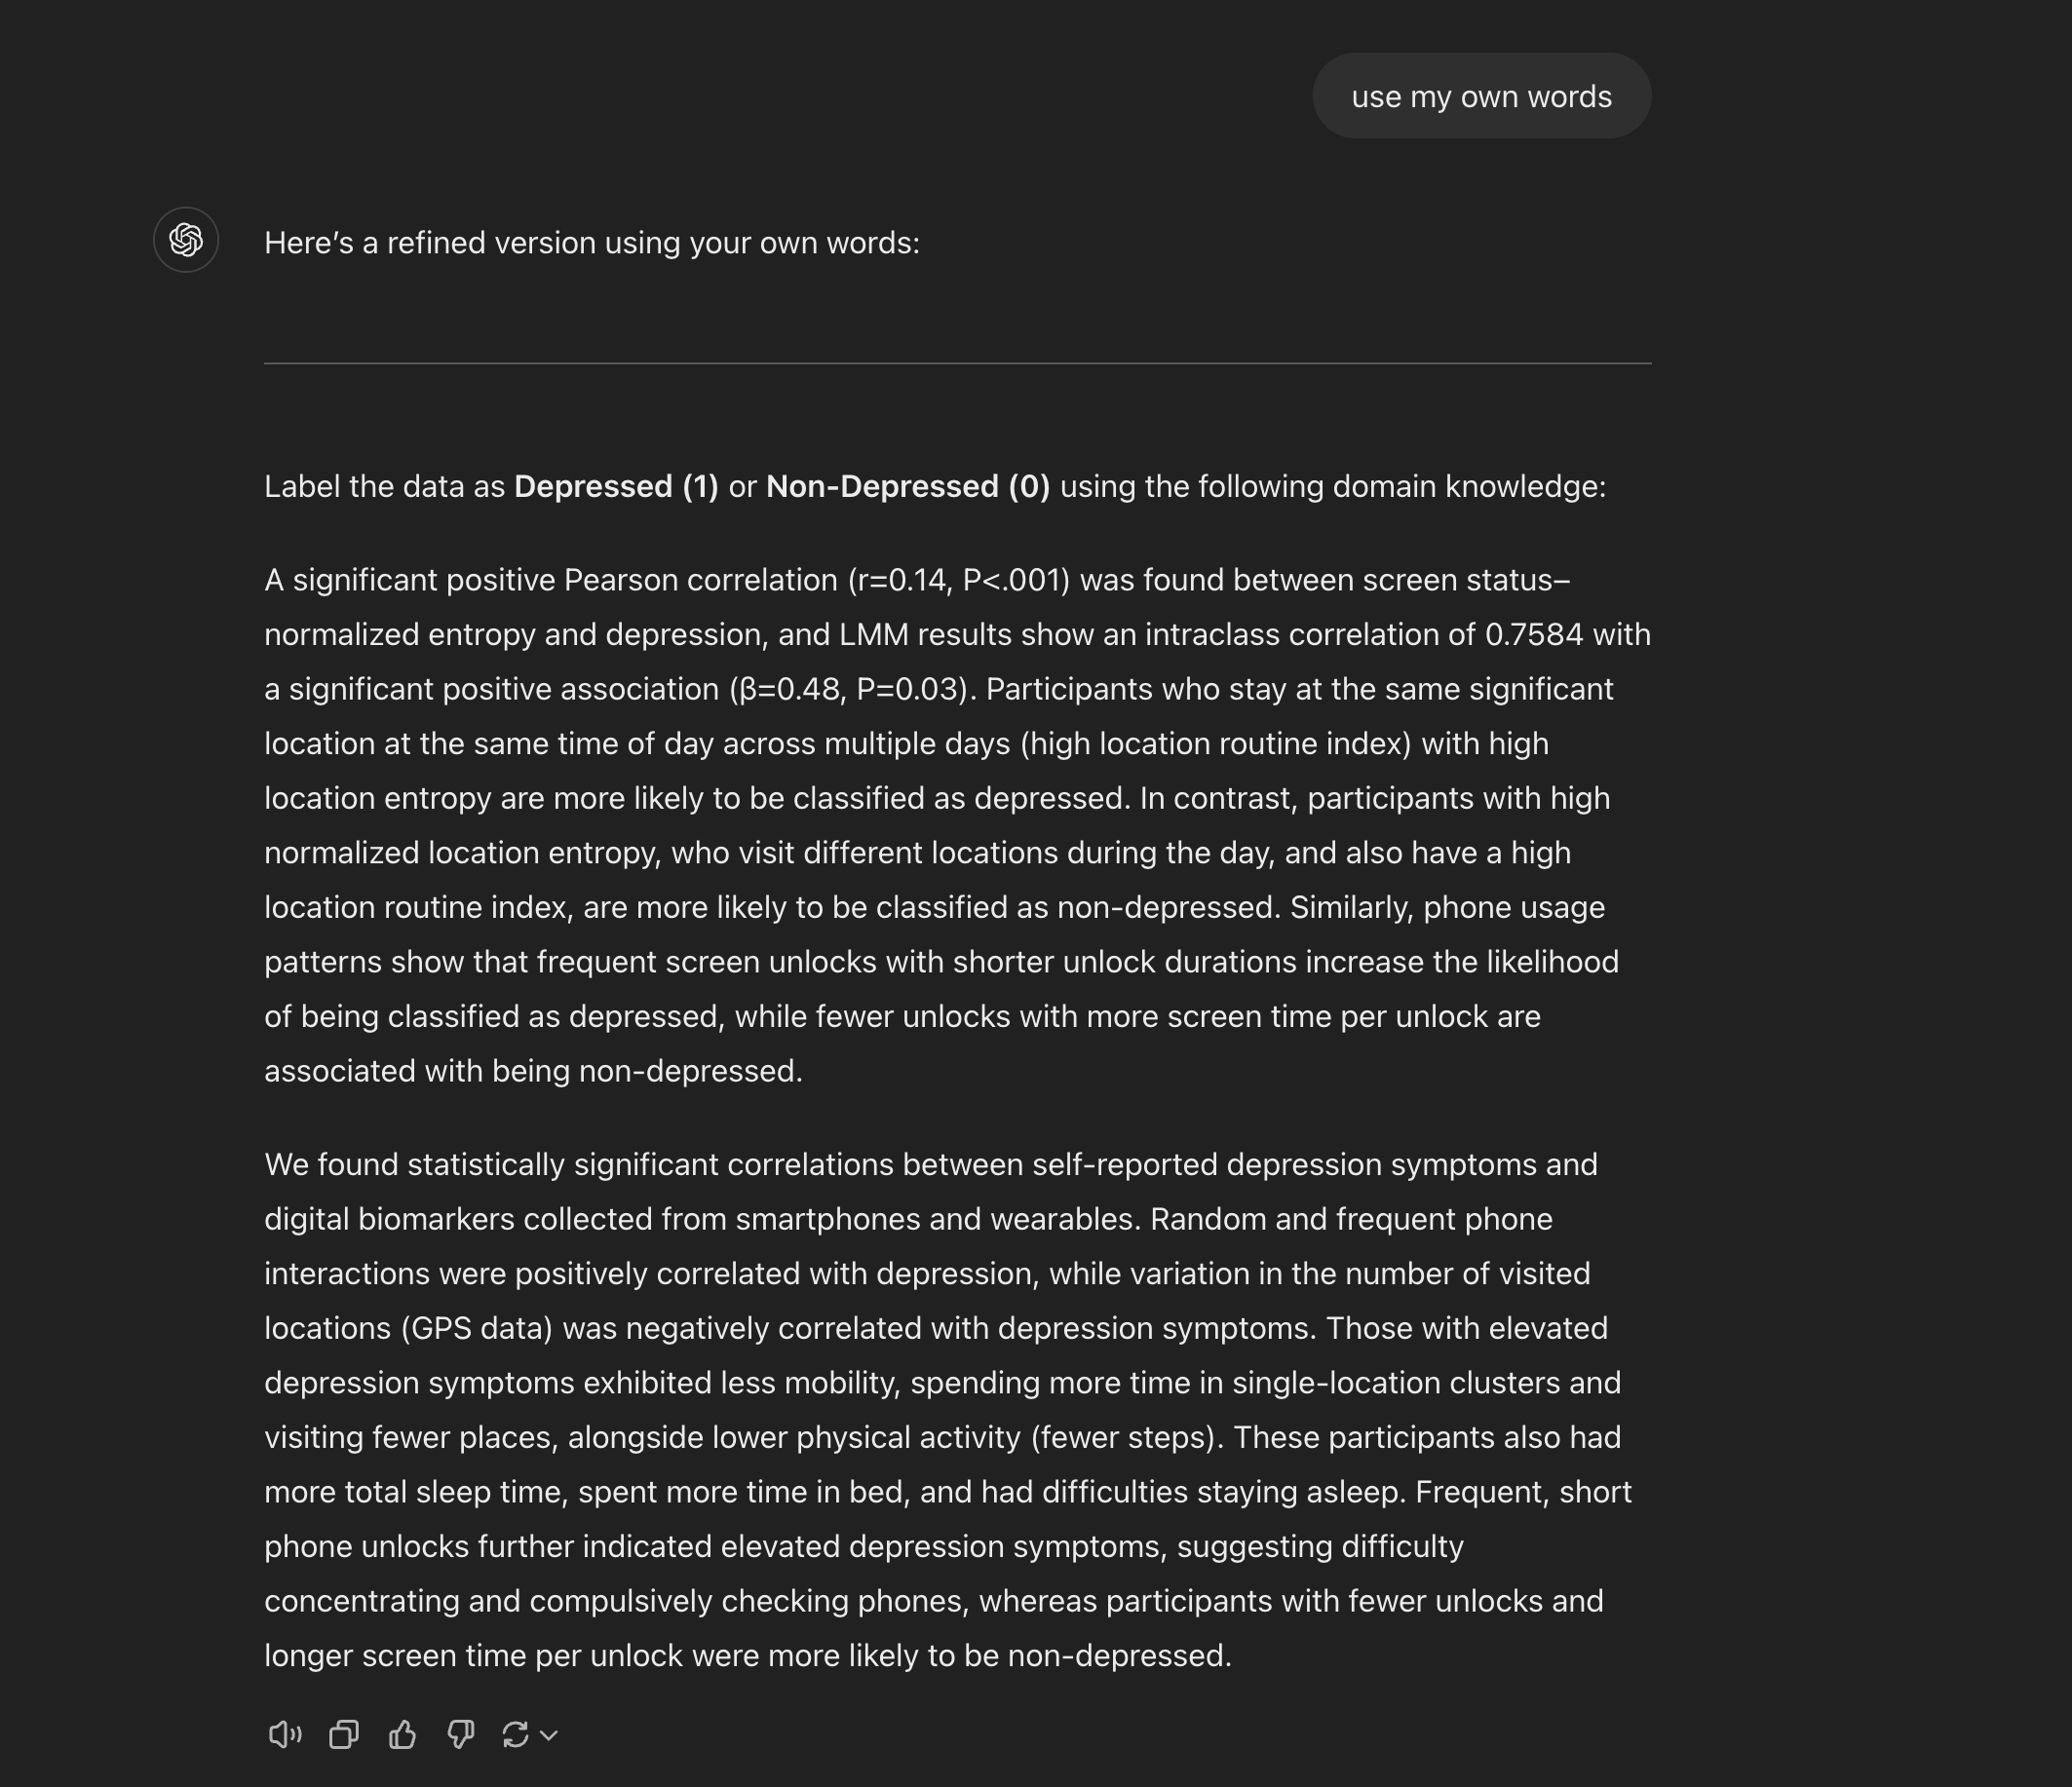 use my own words
Here’s a refined version using your own words:
Label the data as Depressed (1) or Non-Depressed (0) using the following domain knowledge:
A significant positive Pearson correlation (r=0.14, P<.001) was found between screen status–
normalized entropy and depression, and LMM results show an intraclass correlation of 0.7584 with
a significant positive association (β=0.48, P=0.03). Participants who stay at the same significant
location at the same time of day across multiple days (high location routine index) with high
location entropy are more likely to be classified as depressed. In contrast, participants with high
normalized location entropy, who visit different locations during the day, and also have a high
location routine index, are more likely to be classified as non-depressed. Similarly, phone usage
patterns show that frequent screen unlocks with shorter unlock durations increase the likelihood
of being classified as depressed, while fewer unlocks with more screen time per unlock are
associated with being non-depressed.
We found statistically significant correlations between self-reported depression symptoms and
digital biomarkers collected from smartphones and wearables. Random and frequent phone
interactions were positively correlated with depression, while variation in the number of visited
locations (GPS data) was negatively correlated with depression symptoms. Those with elevated
depression symptoms exhibited less mobility, spending more time in single-location clusters and
visiting fewer places, alongside lower physical activity (fewer steps). These participants also had
more total sleep time, spent more time in bed, and had difficulties staying asleep. Frequent, short
phone unlocks further indicated elevated depression symptoms, suggesting difficulty
concentrating and compulsively checking phones, whereas participants with fewer unlocks and
longer screen time per unlock were more likely to be non-depressed.